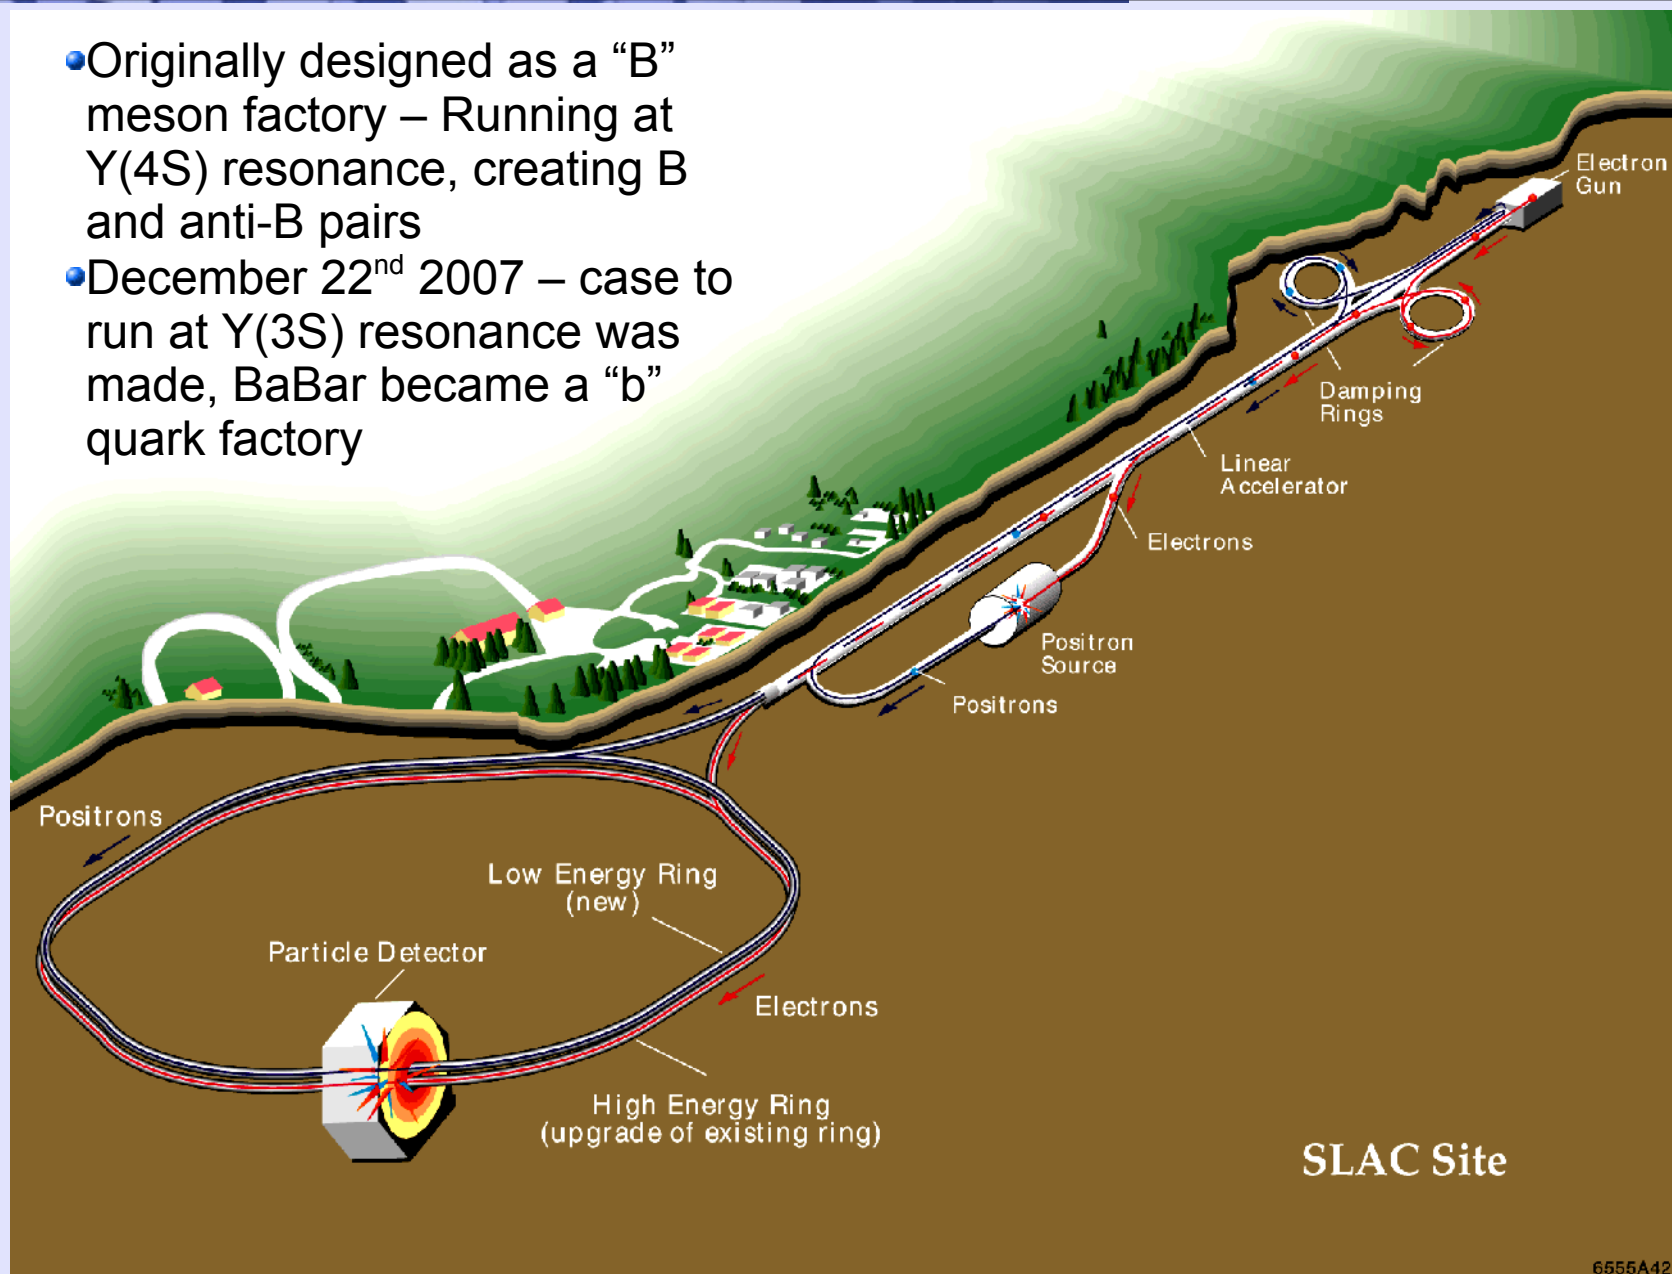 Originally designed as a “B”
meson factory – Running at
Y(4S) resonance, creating B
and anti-B pairs
December 22nd 2007 – case to
run at Y(3S) resonance was
made, BaBar became a “b”
quark factory
Electron
Gun
Damping
Rings
Linear
Accelerator
Electrons
Positron
Source
Positrons
Positrons
Low Energy Ring
(new)
Particle Detector
Electrons
High Energy Ring
(upgrade of existing ring)
SLAC Site
6555A42